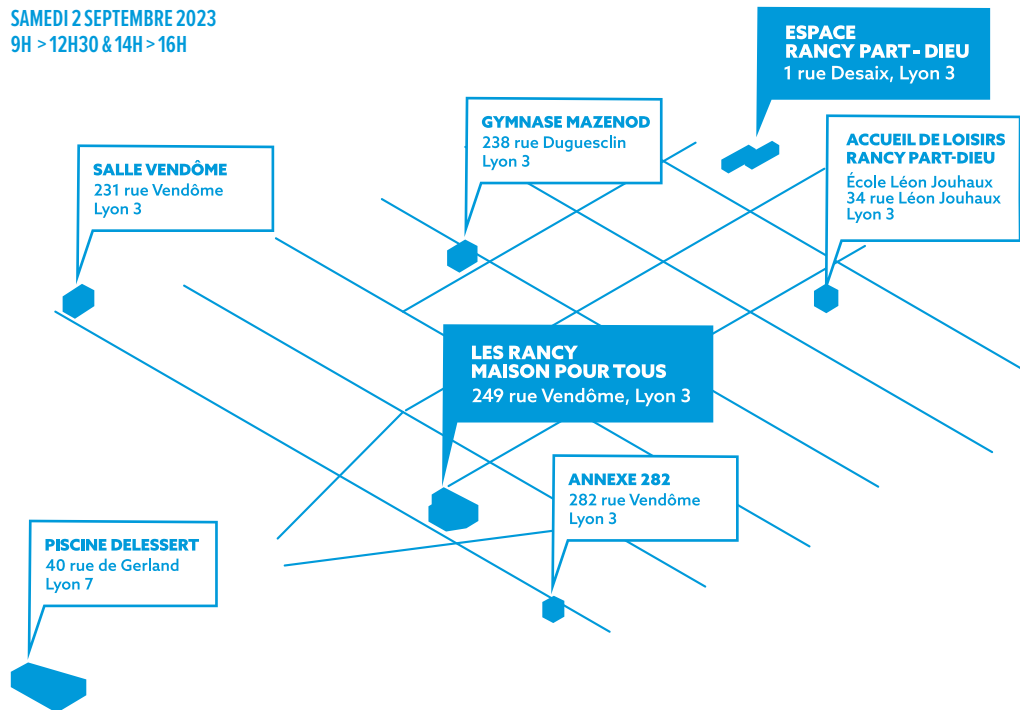 SAMEDI 2 SEPTEMBRE 2023
9H > 12H30 & 14H > 16H
ESPACE
RANCY PART - DIEU
1 rue Desaix, Lyon 3
GYMNASE MAZENOD
238 rue Duguesclin
Lyon 3
ACCUEIL DE LOISIRS
RANCY PART-DIEU
École Léon Jouhaux
34 rue Léon Jouhaux
Lyon 3
SALLE VENDÔME
231 rue Vendôme
Lyon 3
LES RANCY
MAISON POUR TOUS
249 rue Vendôme, Lyon 3
ANNEXE 282
282 rue Vendôme
Lyon 3
PISCINE DELESSERT
40 rue de Gerland
Lyon 7